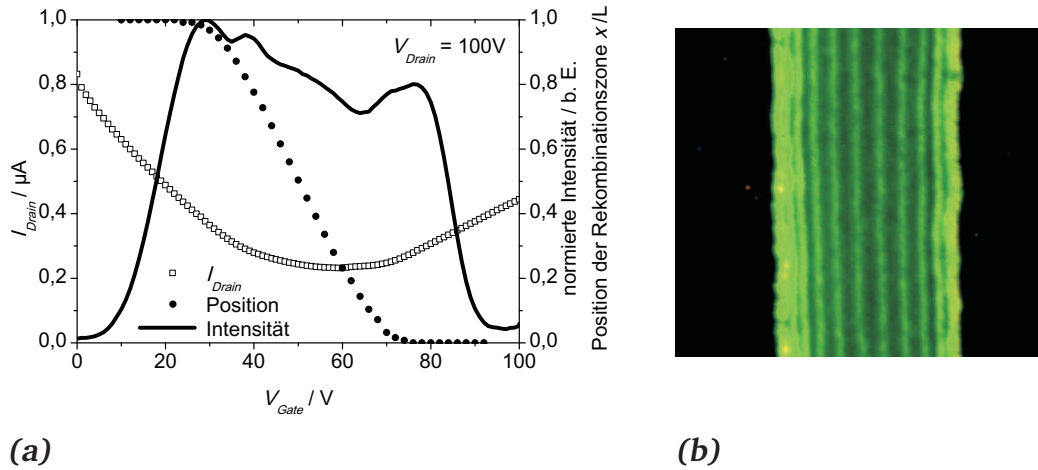 1,0
0,8
0,6
0,4
0,2
0,0
I_Drain / µA
V_Drain = 100V
I_Drain
Position
Intensität
0 20 40 60 80 100
V_Gate / V
1,0
0,8
0,6
0,4
0,2
0,0
normierte Intensität / b. E.
Position der Rekombinationszone x /L
(a)
(b)